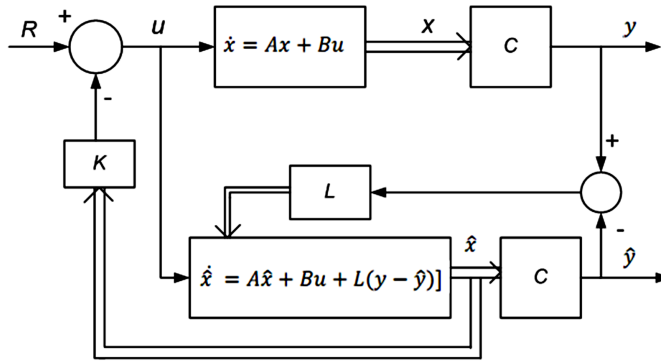 R
+
-
u
ẋ = Ax + Bu
x
C
y
K
L
+
-
x̂̇ = Ax̂ + Bu + L(y − ŷ)]
x̂
C
ŷ